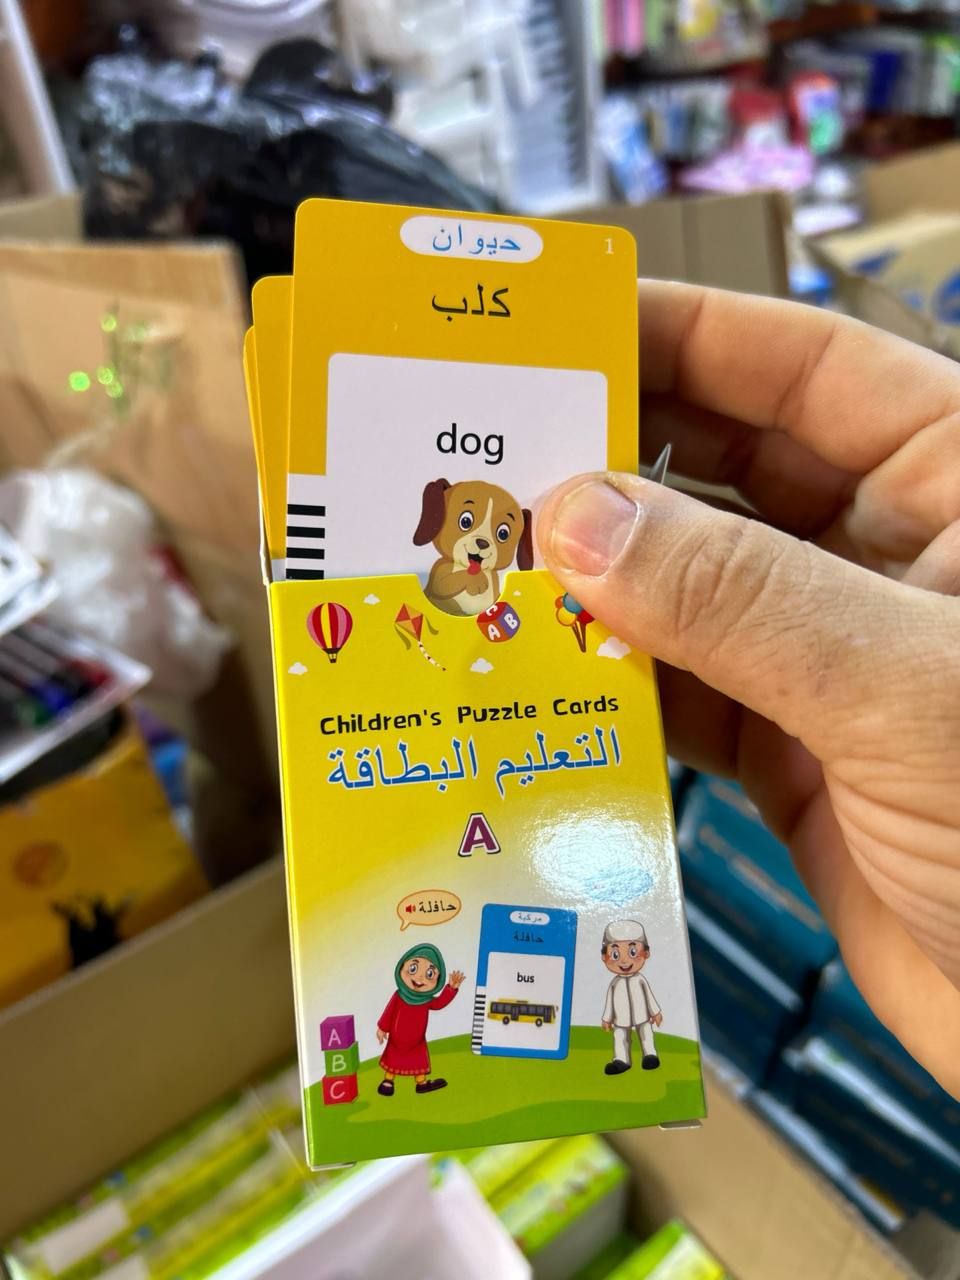 حيوان
1
كلب
dog
C
A B
Children's Puzzle Cards
التعليم البطاقة
A
حافلة
مركبة
حافلة
bus
A
B
C